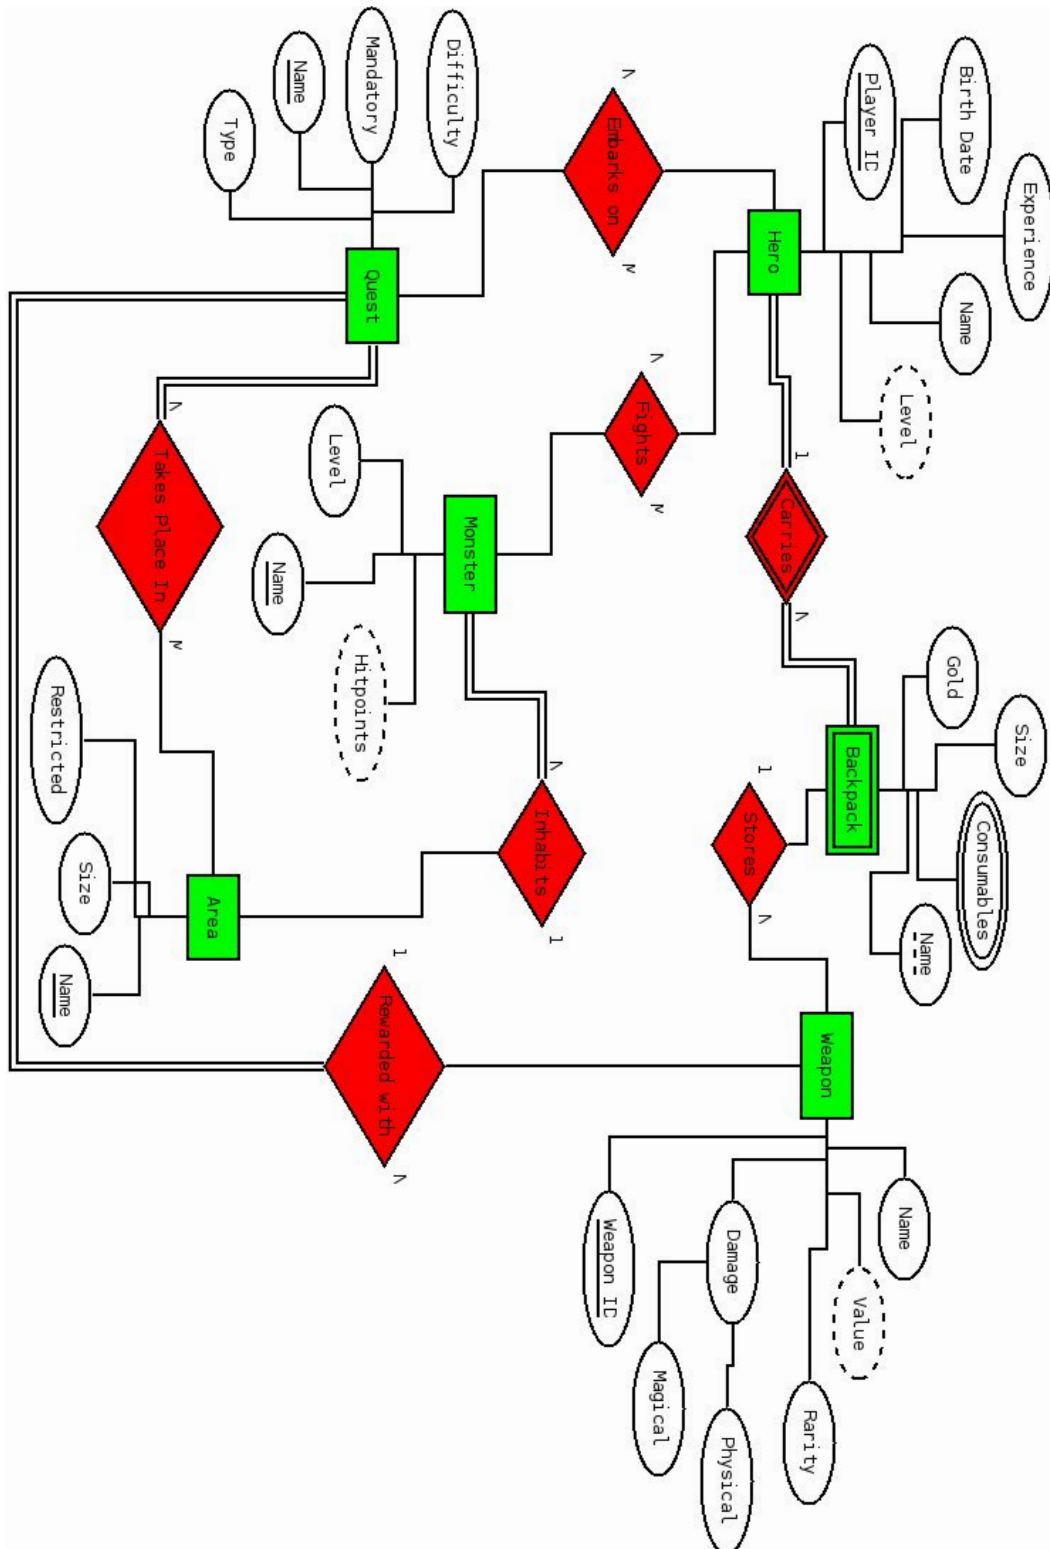 Experience
Size
Consumables
Birth Date
Name
Gold
Name
Level
Name
Player ID
Value
Backpack
Weapon
Rarity
1
N
Carries
Hero
1
N
Stores
Damage
Physical
Magical
N
M
Fights
N
M
Embarks on
Weapon ID
N
1
Inhabits
Monster
Difficulty
1
N
Rewarded with
Mandatory
Quest
Hitpoints
Level
Name
Name
Type
Area
N
M
Takes Place In
Size
Name
Restricted